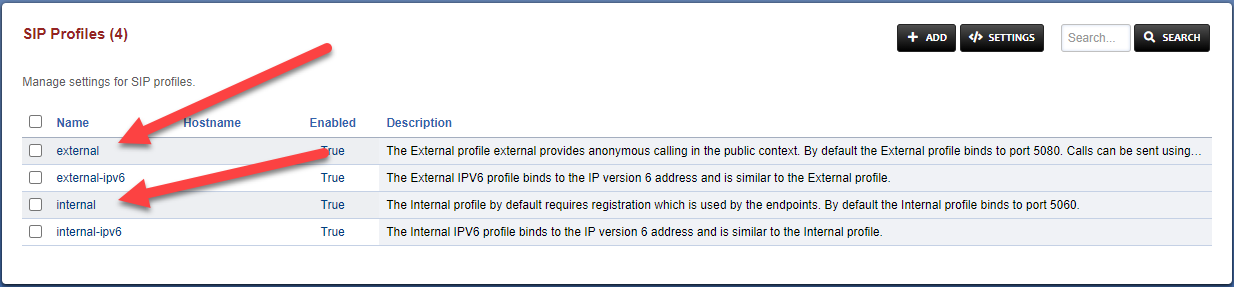 SIP Profiles (4)
ADD
SETTINGS
Search...
SEARCH
Manage settings for SIP profiles.
Name Hostname Enabled Description
external True The External profile external provides anonymous calling in the public context. By default the External profile binds to port 5080. Calls can be sent using...
external-ipv6 True The External IPV6 profile binds to the IP version 6 address and is similar to the External profile.
internal True The Internal profile by default requires registration which is used by the endpoints. By default the Internal profile binds to port 5060.
internal-ipv6 True The Internal IPV6 profile binds to the IP version 6 address and is similar to the Internal profile.